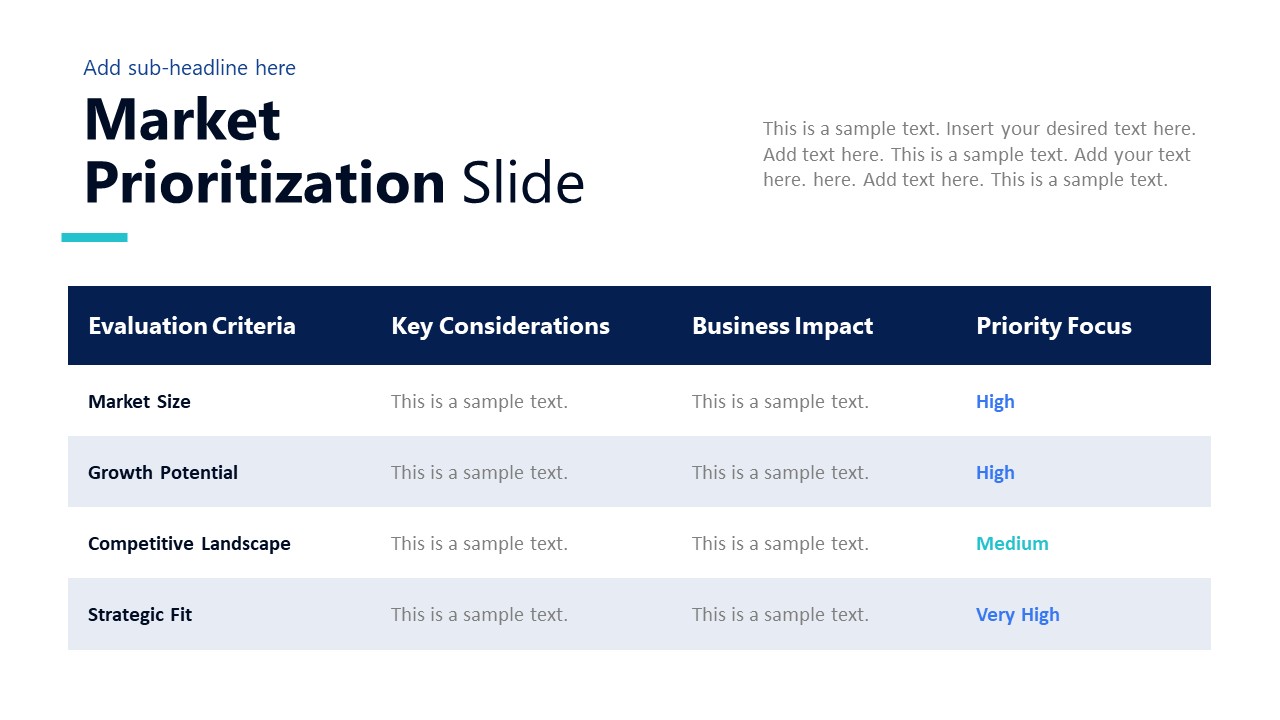 Add sub-headline here
Market
Prioritization Slide
This is a sample text. Insert your desired text here.
Add text here. This is a sample text. Add your text
here. here. Add text here. This is a sample text.
Evaluation Criteria Key Considerations Business Impact Priority Focus
Market Size This is a sample text. This is a sample text. High
Growth Potential This is a sample text. This is a sample text. High
Competitive Landscape This is a sample text. This is a sample text. Medium
Strategic Fit This is a sample text. This is a sample text. Very High